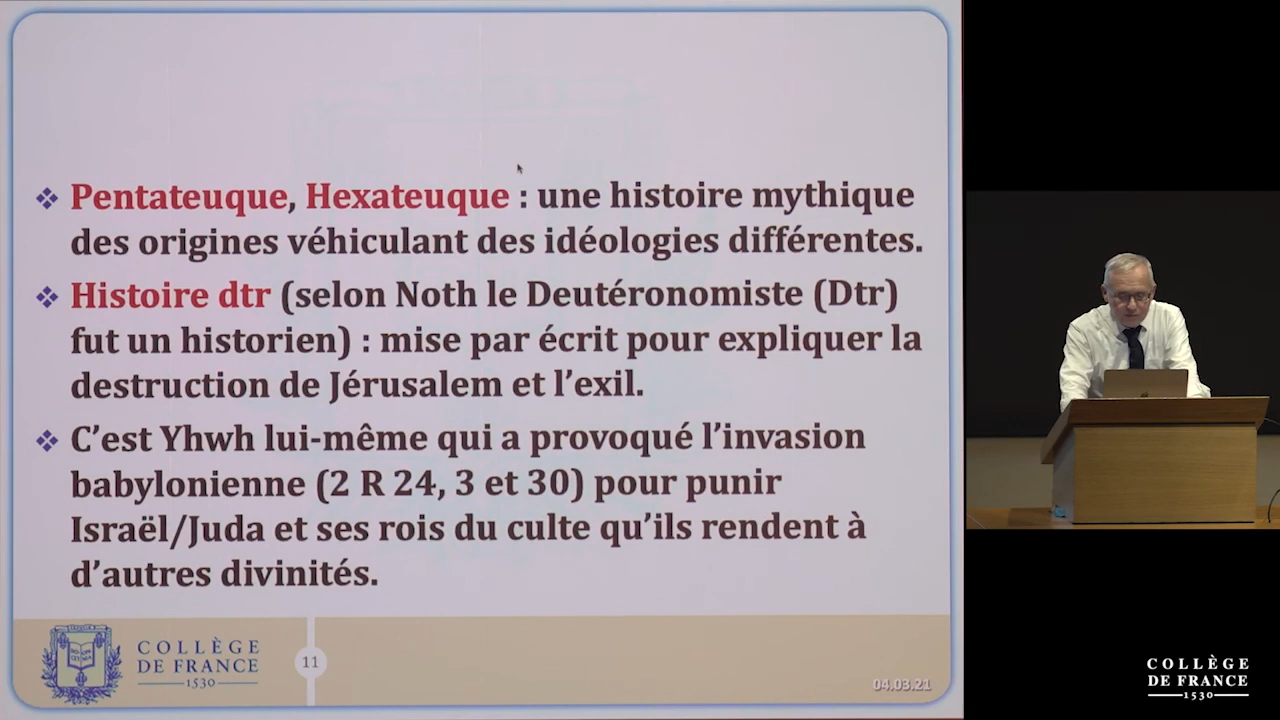 Pentateuque, Hexateuque : une histoire mythique
des origines véhiculant des idéologies différentes.
Histoire dtr (selon Noth le Deutéronomiste (Dtr)
fut un historien) : mise par écrit pour expliquer la
destruction de Jérusalem et l’exil.
C’est Yhwh lui-même qui a provoqué l’invasion
babylonienne (2 R 24, 3 et 30) pour punir
Israël/Juda et ses rois du culte qu’ils rendent à
d’autres divinités.
COLLÈGE
DE FRANCE
1530
11
04.03.21
COLLÈGE
DE FRANCE
1530